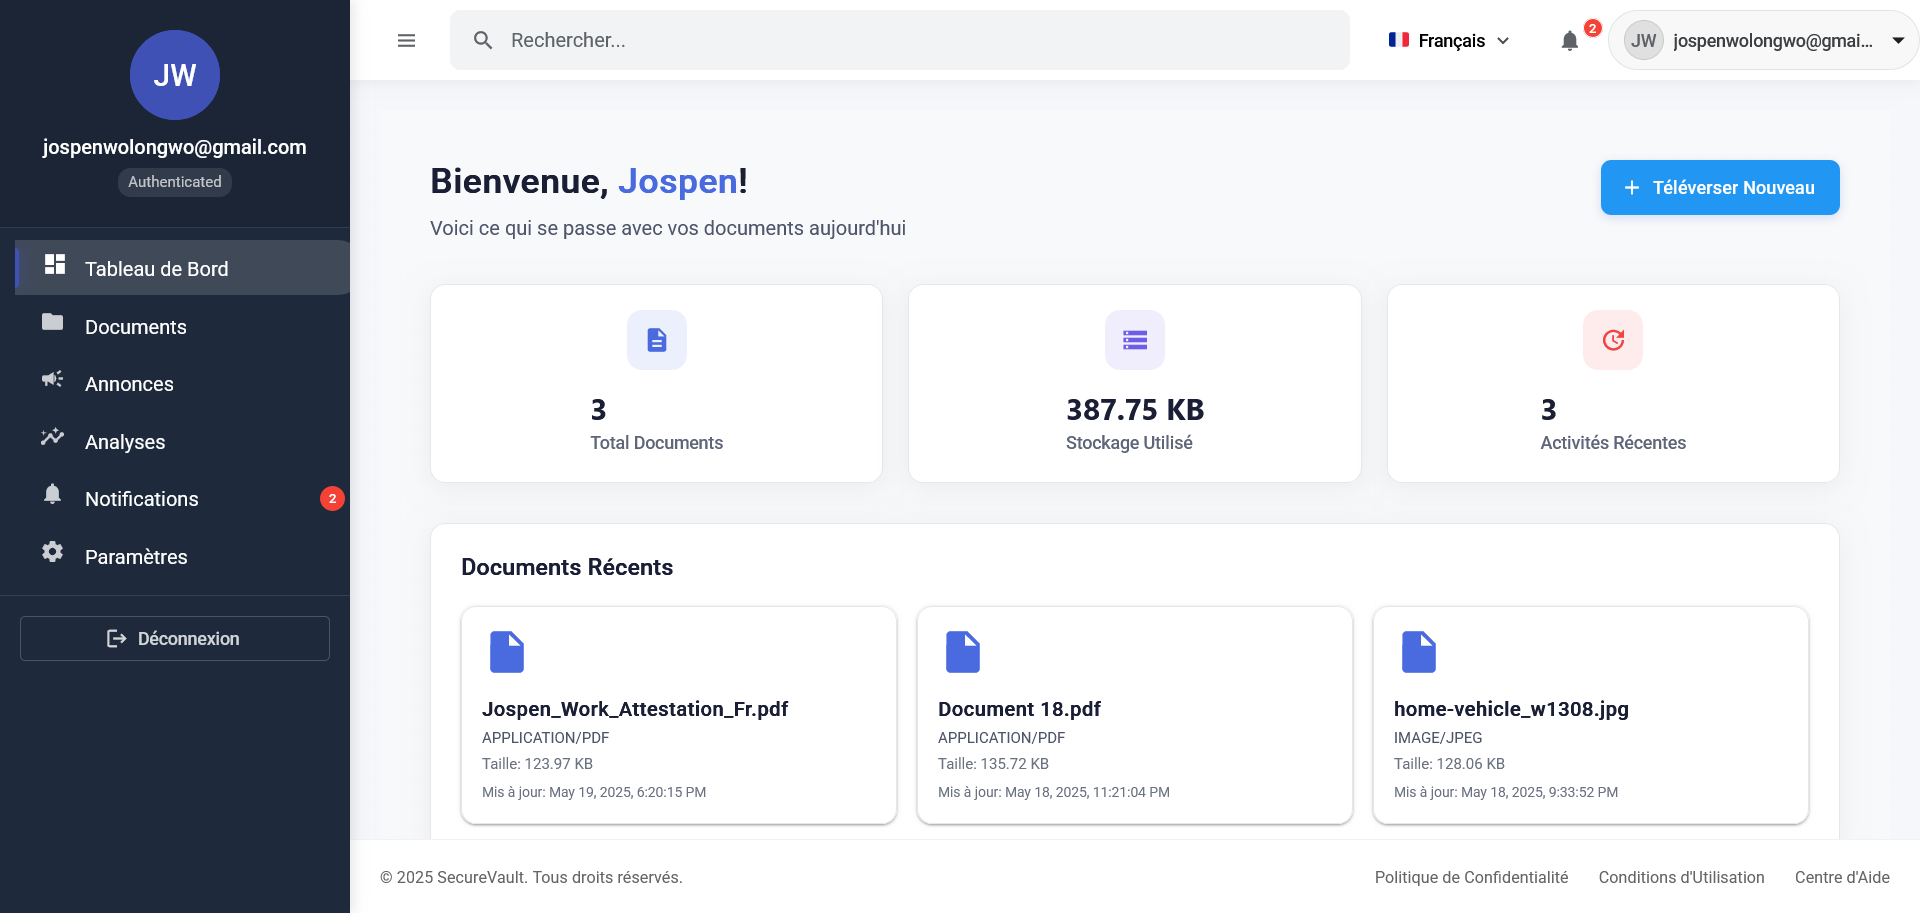 JW
jospenwolongwo@gmail.com
Authenticated
Tableau de Bord
Documents
Annonces
Analyses
Notifications 2
Paramètres
Déconnexion
Rechercher...
Français
2
JW jospenwolongwo@gmai...
Bienvenue, Jospen!
Voici ce qui se passe avec vos documents aujourd'hui
+ Téléverser Nouveau
3
Total Documents
387.75 KB
Stockage Utilisé
3
Activités Récentes
Documents Récents
Jospen_Work_Attestation_Fr.pdf
APPLICATION/PDF
Taille: 123.97 KB
Mis à jour: May 19, 2025, 6:20:15 PM
Document 18.pdf
APPLICATION/PDF
Taille: 135.72 KB
Mis à jour: May 18, 2025, 11:21:04 PM
home-vehicle_w1308.jpg
IMAGE/JPEG
Taille: 128.06 KB
Mis à jour: May 18, 2025, 9:33:52 PM
© 2025 SecureVault. Tous droits réservés.
Politique de Confidentialité
Conditions d'Utilisation
Centre d'Aide